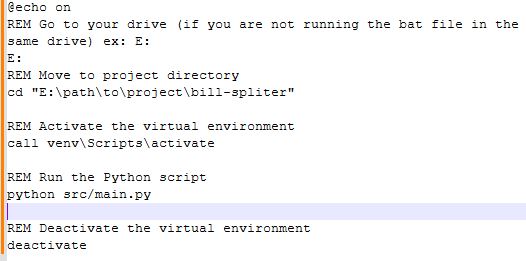 @echo on
REM Go to your drive (if you are not running the bat file in the
same drive) ex: E:
E:
REM Move to project directory
cd "E:\path\to\project\bill-spliter"
REM Activate the virtual environment
call venv\Scripts\activate
REM Run the Python script
python src/main.py
REM Deactivate the virtual environment
deactivate